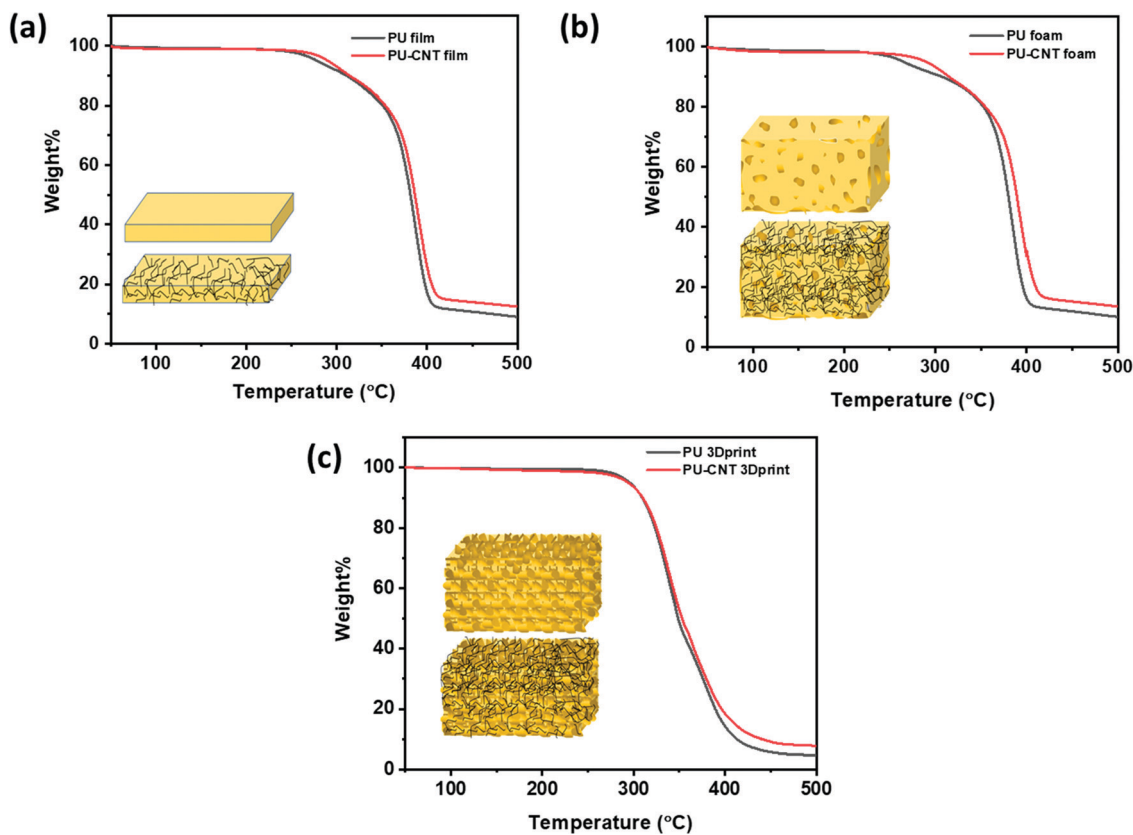 (a)
PU film
PU-CNT film
100
80
60
40
20
0
Weight%
100 200 300 400 500
Temperature (°C)
(b)
PU foam
PU-CNT foam
100
80
60
40
20
0
Weight%
100 200 300 400 500
Temperature (°C)
(c)
PU 3Dprint
PU-CNT 3Dprint
100
80
60
40
20
0
Weight%
100 200 300 400 500
Temperature (°C)